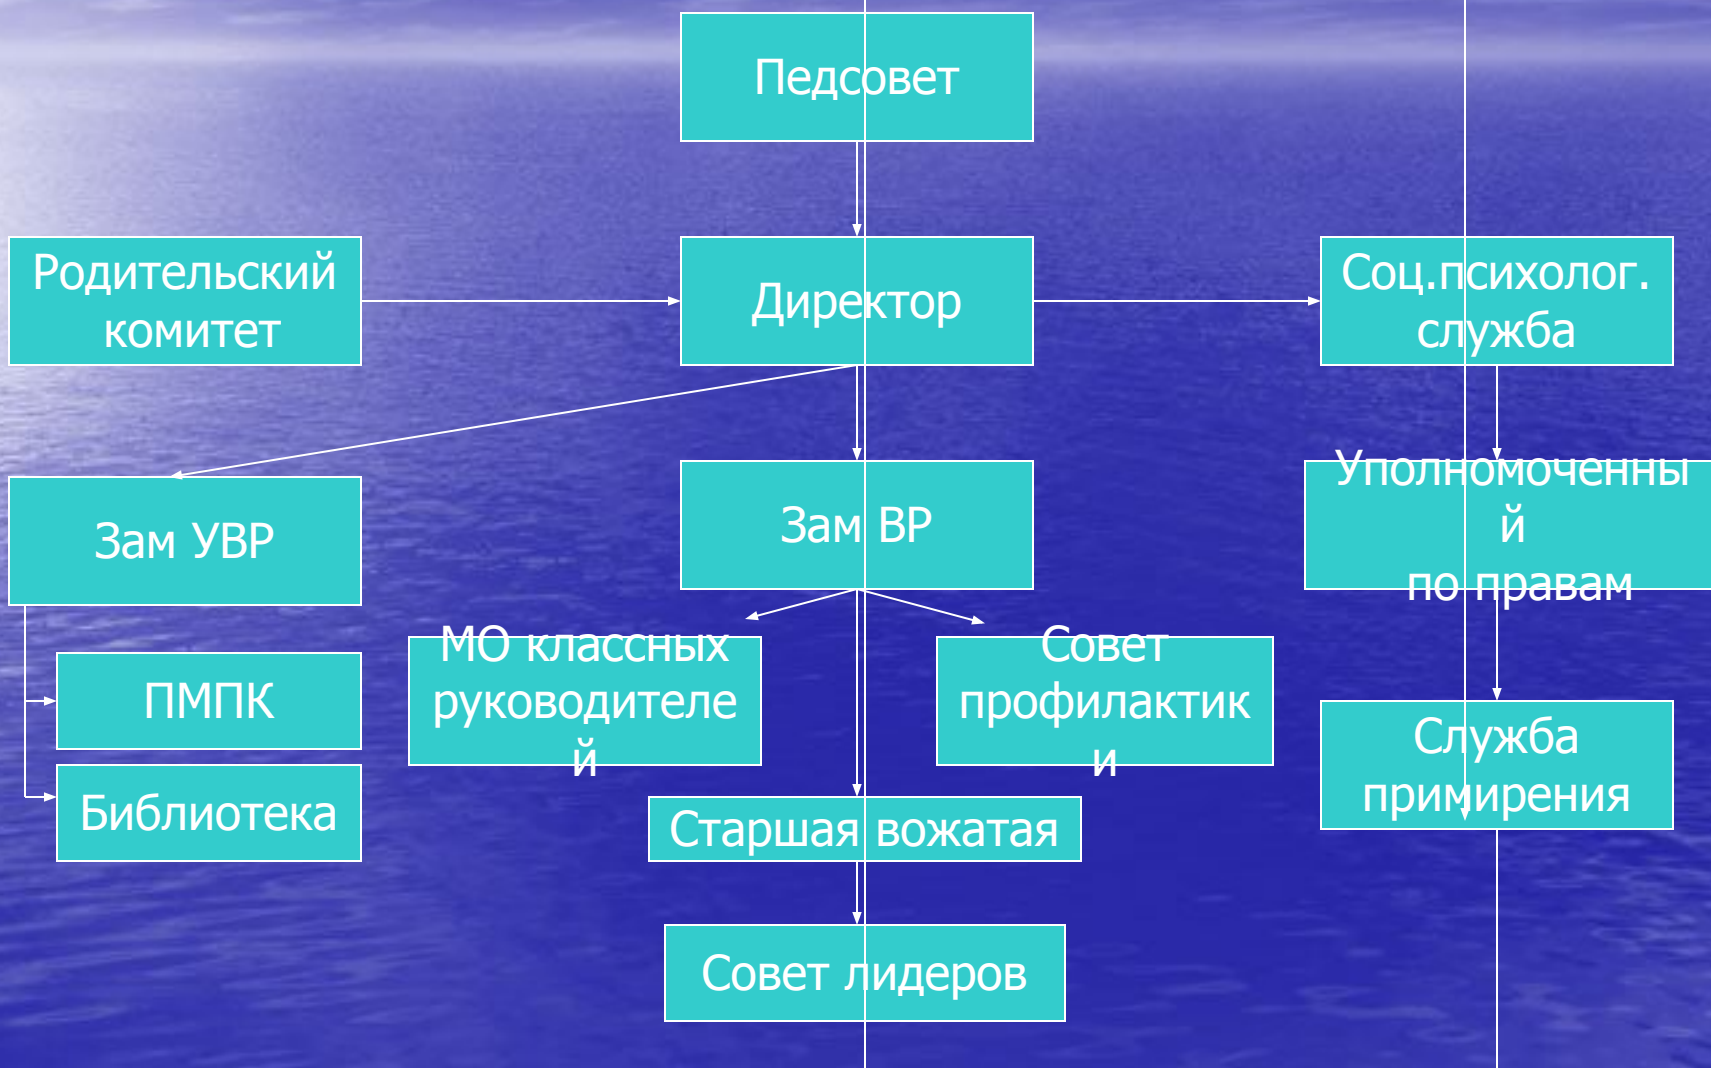 Педсовет
Родительский
комитет
Директор
Соц.психолог.
служба
Зам УВР
Зам ВР
Уполномоченны
й
по правам
ПМПК
Библиотека
МО классных
руководителе
й
Совет
профилактик
и
Служба
примирения
Старшая вожатая
Совет лидеров